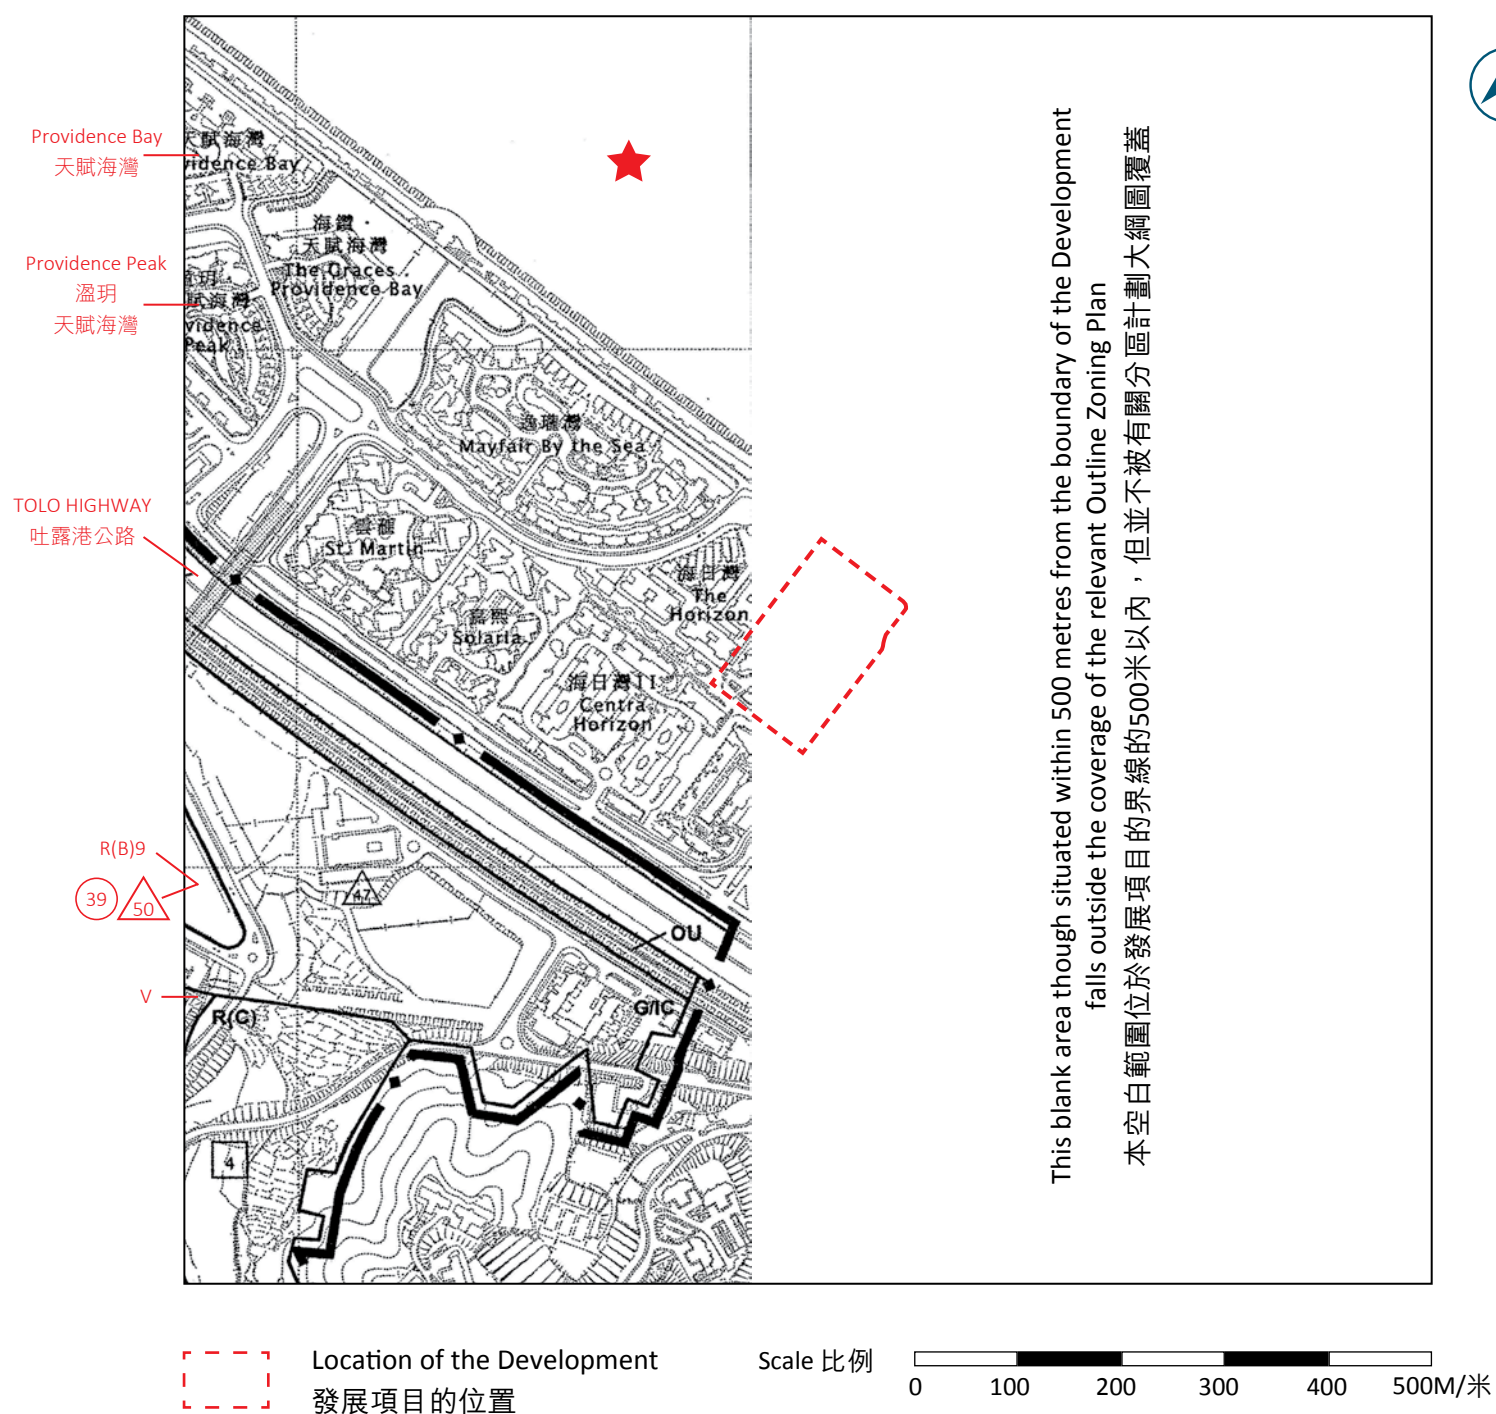 Providence Bay
天賦海灣
天賦海灣
vidence Bay
海鑽．
天賦海灣
The Graces .
Providence Bay
Providence Peak
溋玥
天賦海灣
玥．
賦海灣
vidence
Peak
逸瓏灣
Mayfair By the Sea
TOLO HIGHWAY
吐露港公路
雲滙
St. Martin
嘉熙
Solaria
海日灣
The
Horizon
海日灣II
Centra
Horizon
R(B)9
39
50
47
OU
V
R(C)
G/IC
4
This blank area though situated within 500 metres from the boundary of the Development
falls outside the coverage of the relevant Outline Zoning Plan
本空白範圍位於發展項目的界線的500米以內，但並不被有關分區計劃大綱圖覆蓋
Location of the Development
發展項目的位置
Scale 比例
0 100 200 300 400 500M/米